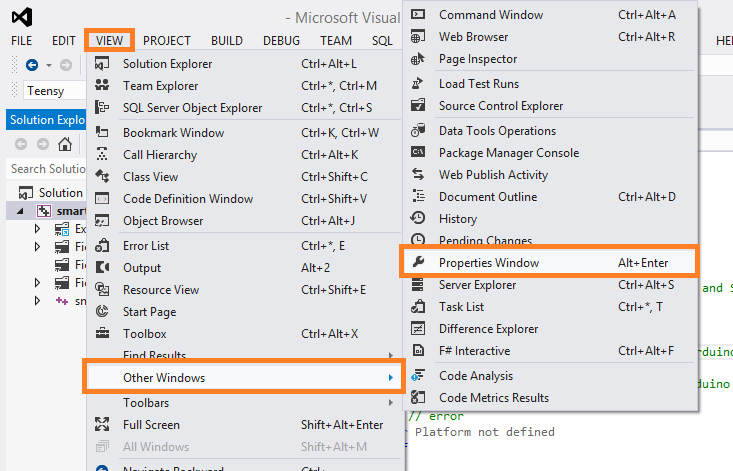 - Microsoft Visual
FILE EDIT VIEW PROJECT BUILD DEBUG TEAM SQL
Teensy
Solution Explo
Search Solutio
Solution
smart
Ex
Fi
Fi
sn
Solution Explorer Ctrl+Alt+L
Team Explorer Ctrl+*, Ctrl+M
SQL Server Object Explorer Ctrl+*, Ctrl+S
Bookmark Window Ctrl+K, Ctrl+W
Call Hierarchy Ctrl+Alt+K
Class View Ctrl+Shift+C
Code Definition Window Ctrl+Shift+V
Object Browser Ctrl+Alt+J
Error List Ctrl+*, E
Output Alt+2
Resource View Ctrl+Shift+E
Start Page
Toolbox Ctrl+Alt+X
Find Results
Other Windows
Toolbars
Full Screen Shift+Alt+Enter
All Windows Shift+Alt+M
Navigate Backward Ctrl+
Command Window Ctrl+Alt+A
Web Browser Ctrl+Alt+R
Page Inspector
Load Test Runs
Source Control Explorer
Data Tools Operations
Package Manager Console
Web Publish Activity
Document Outline Ctrl+Alt+D
History
Pending Changes
Properties Window Alt+Enter
Server Explorer Ctrl+Alt+S
Task List Ctrl+*, T
Difference Explorer
F# Interactive Ctrl+Alt+F
Code Analysis
Code Metrics Results
HE
and S
rduino
duino
// error
Platform not defined